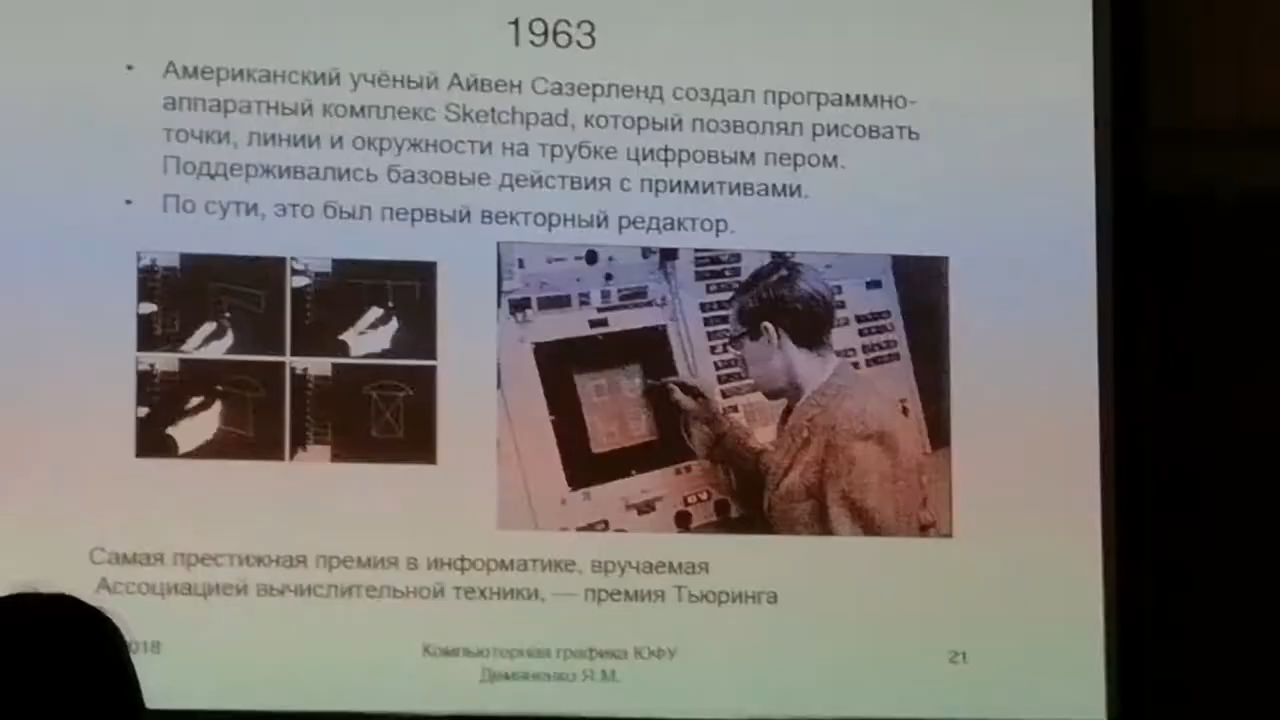 1963
• Американский учёный Айвен Сазерленд создал программно-
аппаратный комплекс Sketchpad, который позволял рисовать
точки, линии и окружности на трубке цифровым пером.
Поддерживались базовые действия с примитивами.
• По сути, это был первый векторный редактор.
Самая престижная премия в информатике, вручаемая
Ассоциацией вычислительной техники, — премия Тьюринга
018
Компьютерная графика ЮФУ
Демяненко Я.М.
21